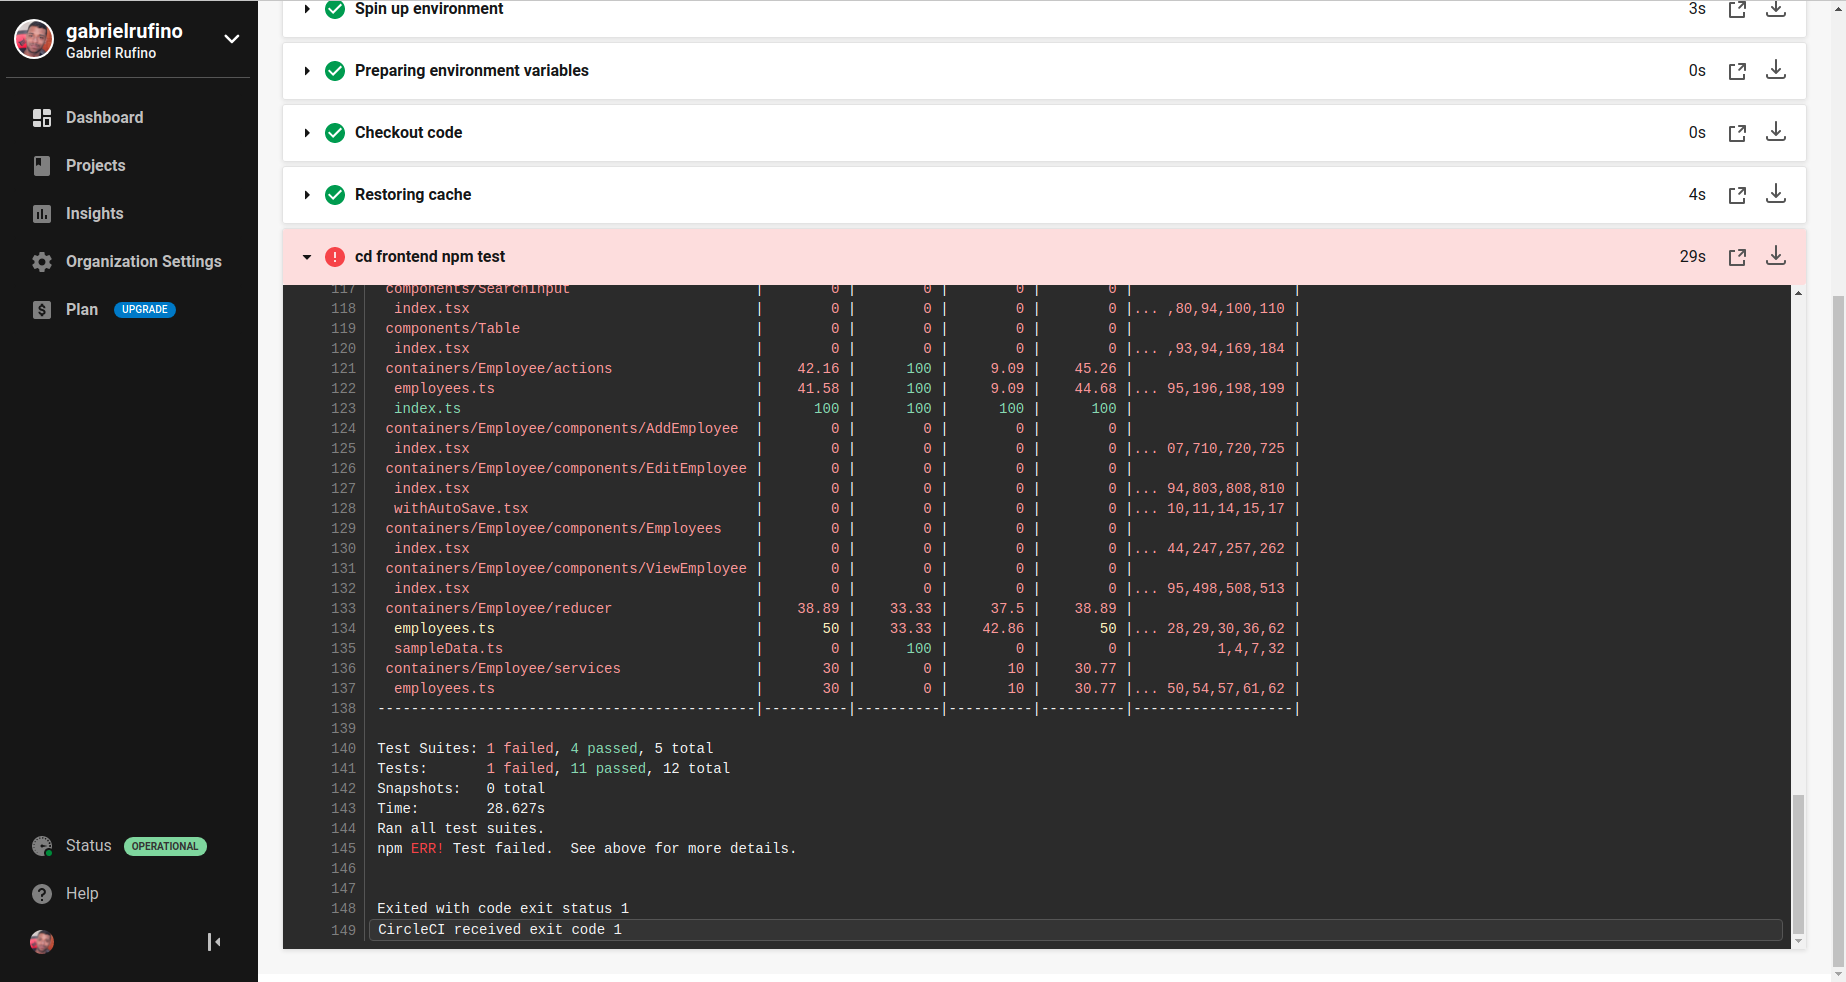 gabrielrufino
Gabriel Rufino
Dashboard
Projects
Insights
Organization Settings
Plan UPGRADE
Status OPERATIONAL
Help
Spin up environment 3s
Preparing environment variables 0s
Checkout code 0s
Restoring cache 4s
cd frontend npm test 29s
117 components/SearchInput | 0 | 0 | 0 | 0 | |
118 index.tsx | 0 | 0 | 0 | 0 |... ,80,94,100,110 |
119 components/Table | 0 | 0 | 0 | 0 | |
120 index.tsx | 0 | 0 | 0 | 0 |... ,93,94,169,184 |
121 containers/Employee/actions | 42.16 | 100 | 9.09 | 45.26 | |
122 employees.ts | 41.58 | 100 | 9.09 | 44.68 |... 95,196,198,199 |
123 index.ts | 100 | 100 | 100 | 100 | |
124 containers/Employee/components/AddEmployee | 0 | 0 | 0 | 0 | |
125 index.tsx | 0 | 0 | 0 | 0 |... 07,710,720,725 |
126 containers/Employee/components/EditEmployee | 0 | 0 | 0 | 0 | |
127 index.tsx | 0 | 0 | 0 | 0 |... 94,803,808,810 |
128 withAutoSave.tsx | 0 | 0 | 0 | 0 |... 10,11,14,15,17 |
129 containers/Employee/components/Employees | 0 | 0 | 0 | 0 | |
130 index.tsx | 0 | 0 | 0 | 0 |... 44,247,257,262 |
131 containers/Employee/components/ViewEmployee | 0 | 0 | 0 | 0 | |
132 index.tsx | 0 | 0 | 0 | 0 |... 95,498,508,513 |
133 containers/Employee/reducer | 38.89 | 33.33 | 37.5 | 38.89 | |
134 employees.ts | 50 | 33.33 | 42.86 | 50 |... 28,29,30,36,62 |
135 sampleData.ts | 0 | 100 | 0 | 0 | 1,4,7,32 |
136 containers/Employee/services | 30 | 0 | 10 | 30.77 | |
137 employees.ts | 30 | 0 | 10 | 30.77 |... 50,54,57,61,62 |
138 ---------------------------------------------|----------|----------|----------|----------|-------------------|
139
140 Test Suites: 1 failed, 4 passed, 5 total
141 Tests: 1 failed, 11 passed, 12 total
142 Snapshots: 0 total
143 Time: 28.627s
144 Ran all test suites.
145 npm ERR! Test failed. See above for more details.
146
147
148 Exited with code exit status 1
149 CircleCI received exit code 1